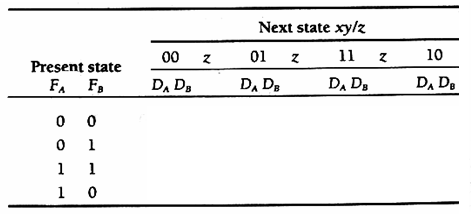 Next state xy/z
00 z 01 z 11 z 10
Present state
F_A F_B D_A D_B D_A D_B D_A D_B D_A D_B
0 0
0 1
1 1
1 0